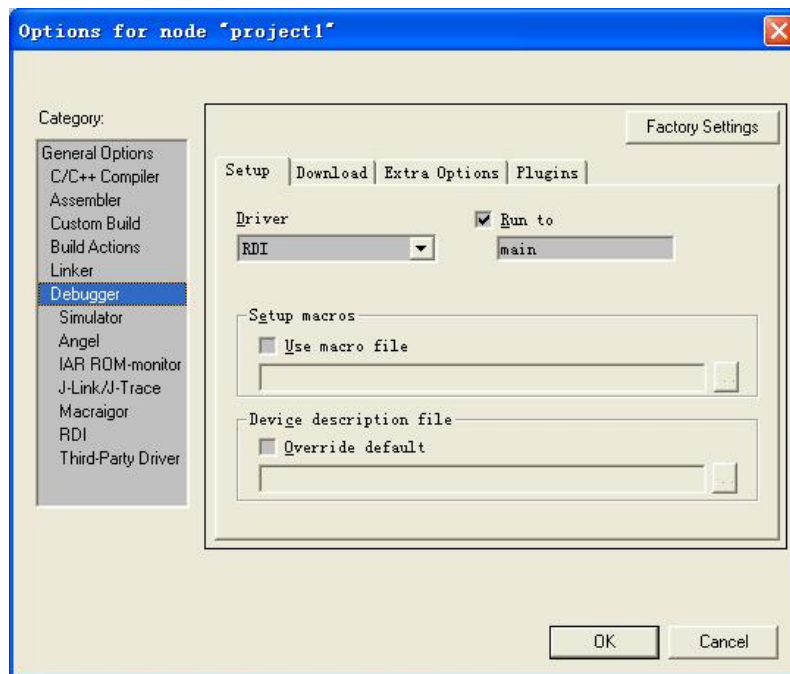 Options for node "project1"
Category:
General Options
C/C++ Compiler
Assembler
Custom Build
Build Actions
Linker
Debugger
Simulator
Angel
IAR ROM-monitor
J-Link/J-Trace
Macraigor
RDI
Third-Party Driver
Factory Settings
Setup Download Extra Options Plugins
Driver Run to
RDI main
Setup macros
Use macro file
..
Device description file
Override default
..
OK Cancel